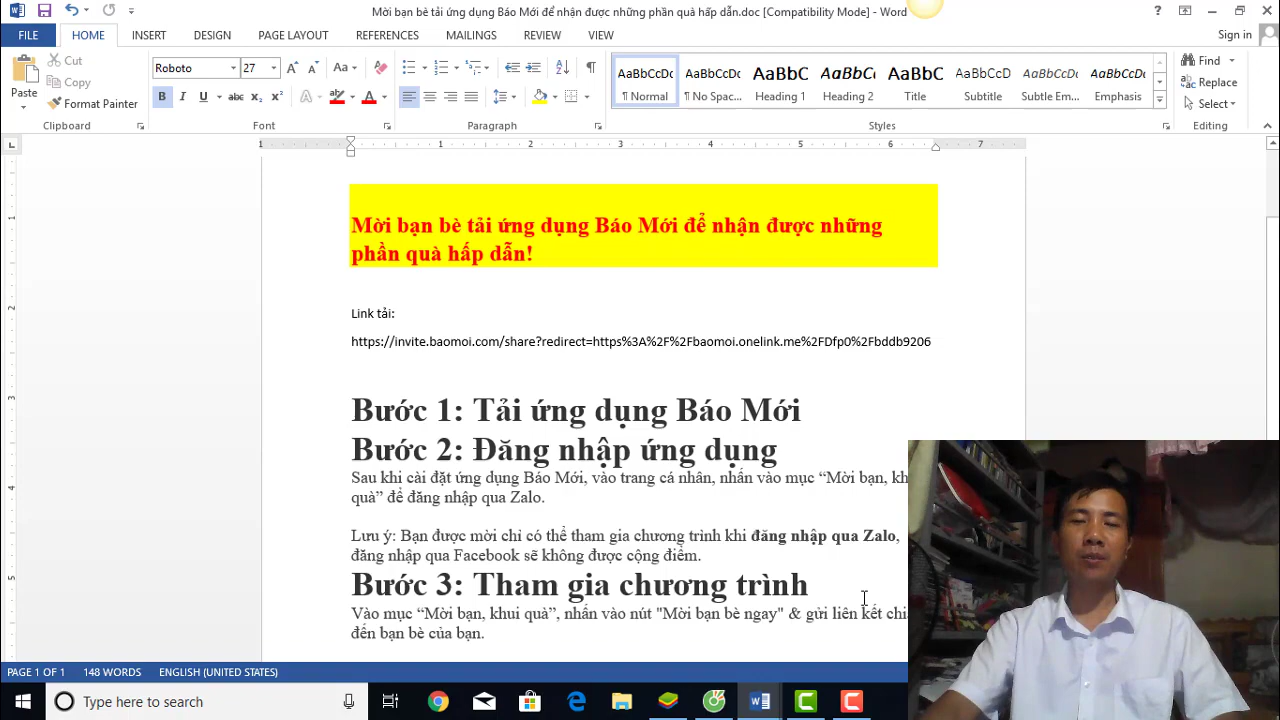 Mời bạn bè tải ứng dụng Báo Mới để nhận được những phần quà hấp dẫn.doc [Compatibility Mode] - Word
Sign in
FILE HOME INSERT DESIGN PAGE LAYOUT REFERENCES MAILINGS REVIEW VIEW
Paste
Cut
Copy
Format Painter
Clipboard
Roboto 27
Font
Paragraph
AaBbCcDc AaBbCcDc AaBbC AaBbCc AaBbC AaBbCcD AaBbCcDc AaBbCcDc
¶ Normal ¶ No Spac... Heading 1 Heading 2 Title Subtitle Subtle Em... Emphasis
Styles
Find
Replace
Select
Editing
1 1 2 3 4 5 6 7
Mời bạn bè tải ứng dụng Báo Mới để nhận được những
phần quà hấp dẫn!
Link tải:
https://invite.baomoi.com/share?redirect=https%3A%2F%2Fbaomoi.onelink.me%2FDfp0%2Fbddb9206
Bước 1: Tải ứng dụng Báo Mới
Bước 2: Đăng nhập ứng dụng
Sau khi cài đặt ứng dụng Báo Mới, vào trang cá nhân, nhấn vào mục “Mời bạn, kh
quà” để đăng nhập qua Zalo.
Lưu ý: Bạn được mời chỉ có thể tham gia chương trình khi đăng nhập qua Zalo,
đăng nhập qua Facebook sẽ không được cộng điểm.
Bước 3: Tham gia chương trình
Vào mục “Mời bạn, khui quà”, nhấn vào nút "Mời bạn bè ngay" & gửi liên kết chi
đến bạn bè của bạn.
PAGE 1 OF 1 148 WORDS ENGLISH (UNITED STATES)
Type here to search